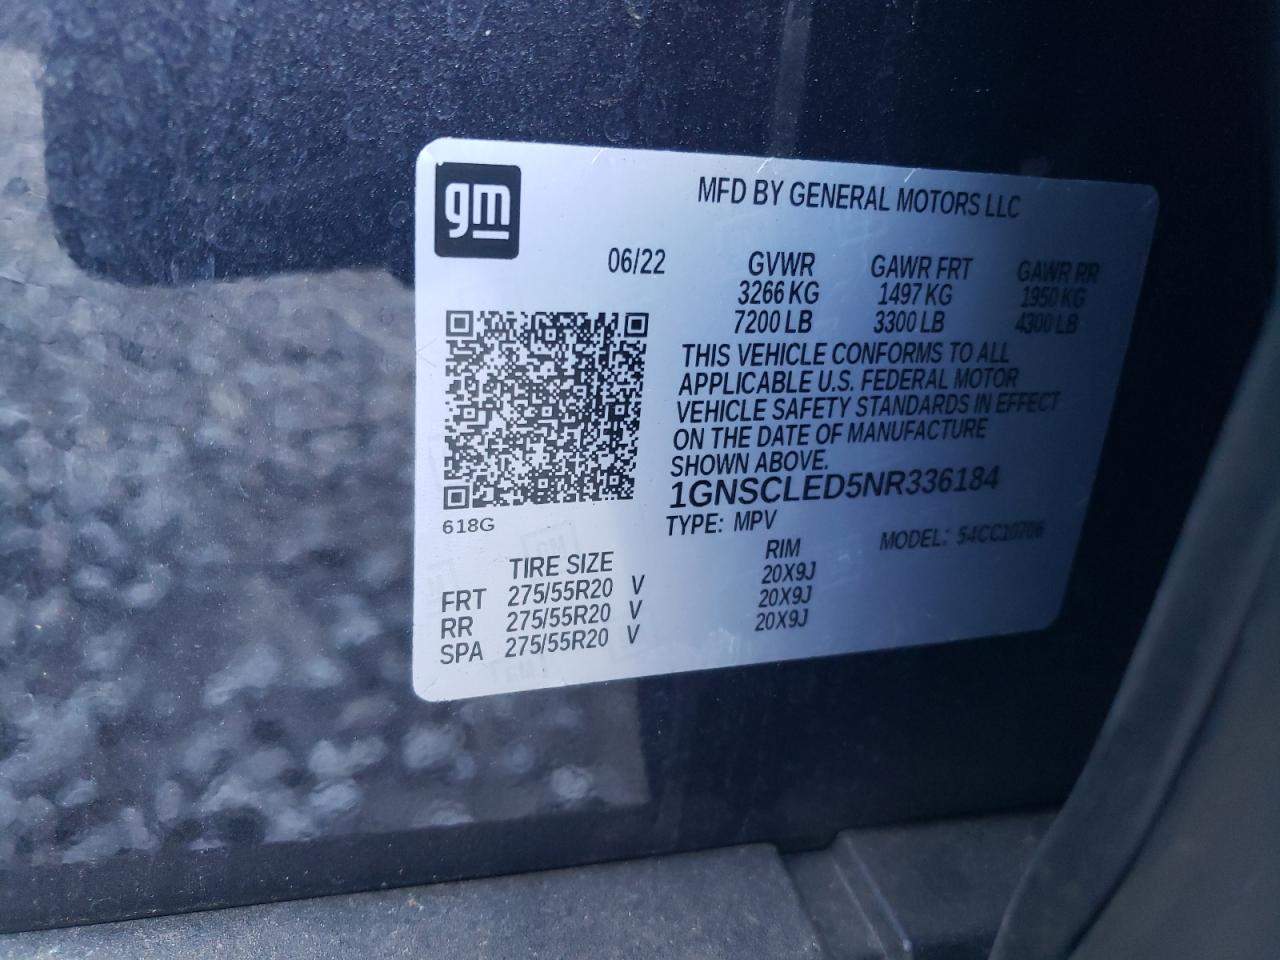 gm
MFD BY GENERAL MOTORS LLC
06/22 GVWR GAWR FRT GAWR RR
3266 KG 1497 KG 1950 KG
7200 LB 3300 LB 4300 LB
THIS VEHICLE CONFORMS TO ALL
APPLICABLE U.S. FEDERAL MOTOR
VEHICLE SAFETY STANDARDS IN EFFECT
ON THE DATE OF MANUFACTURE
SHOWN ABOVE.
1GNSCLED5NR336184
618G
TYPE: MPV MODEL: 54CC10706
TIRE SIZE RIM
FRT 275/55R20 V 20X9J
RR 275/55R20 V 20X9J
SPA 275/55R20 V 20X9J